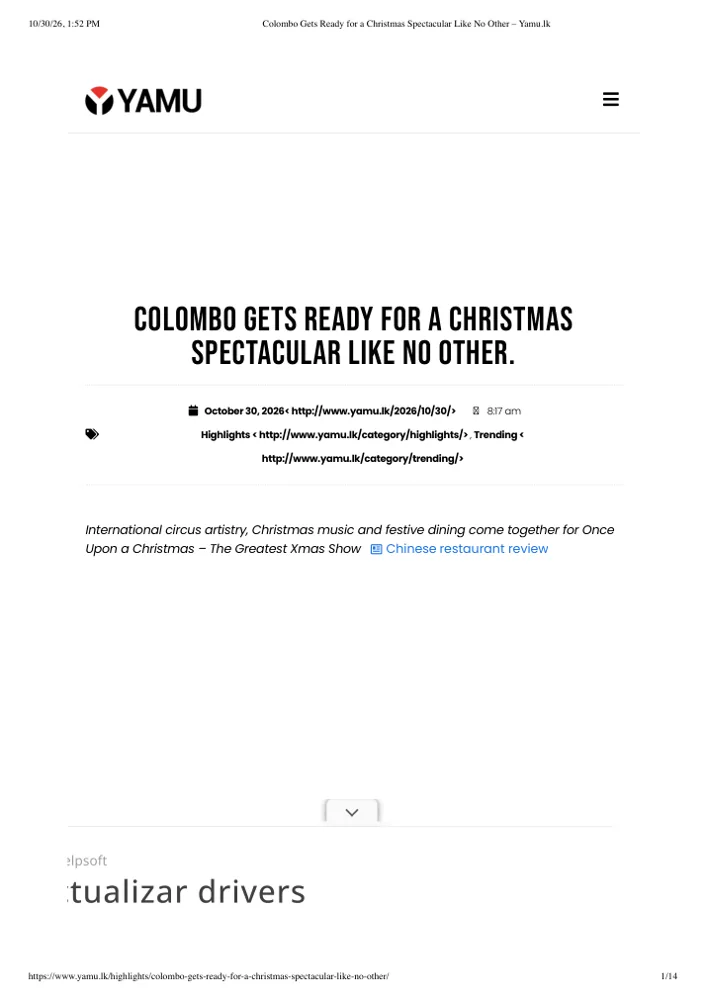 10/30/26, 1:52 PM Colombo Gets Ready for a Christmas Spectacular Like No Other – Yamu.lk
YAMU
COLOMBO GETS READY FOR A CHRISTMAS
SPECTACULAR LIKE NO OTHER.
October 30, 2026< http://www.yamu.lk/2026/10/30/> 8:17 am
Highlights < http://www.yamu.lk/category/highlights/> , Trending <
http://www.yamu.lk/category/trending/>
International circus artistry, Christmas music and festive dining come together for Once
Upon a Christmas – The Greatest Xmas Show Chinese restaurant review
elpsoft
ctualizar drivers
https://www.yamu.lk/highlights/colombo-gets-ready-for-a-christmas-spectacular-like-no-other/ 1/14